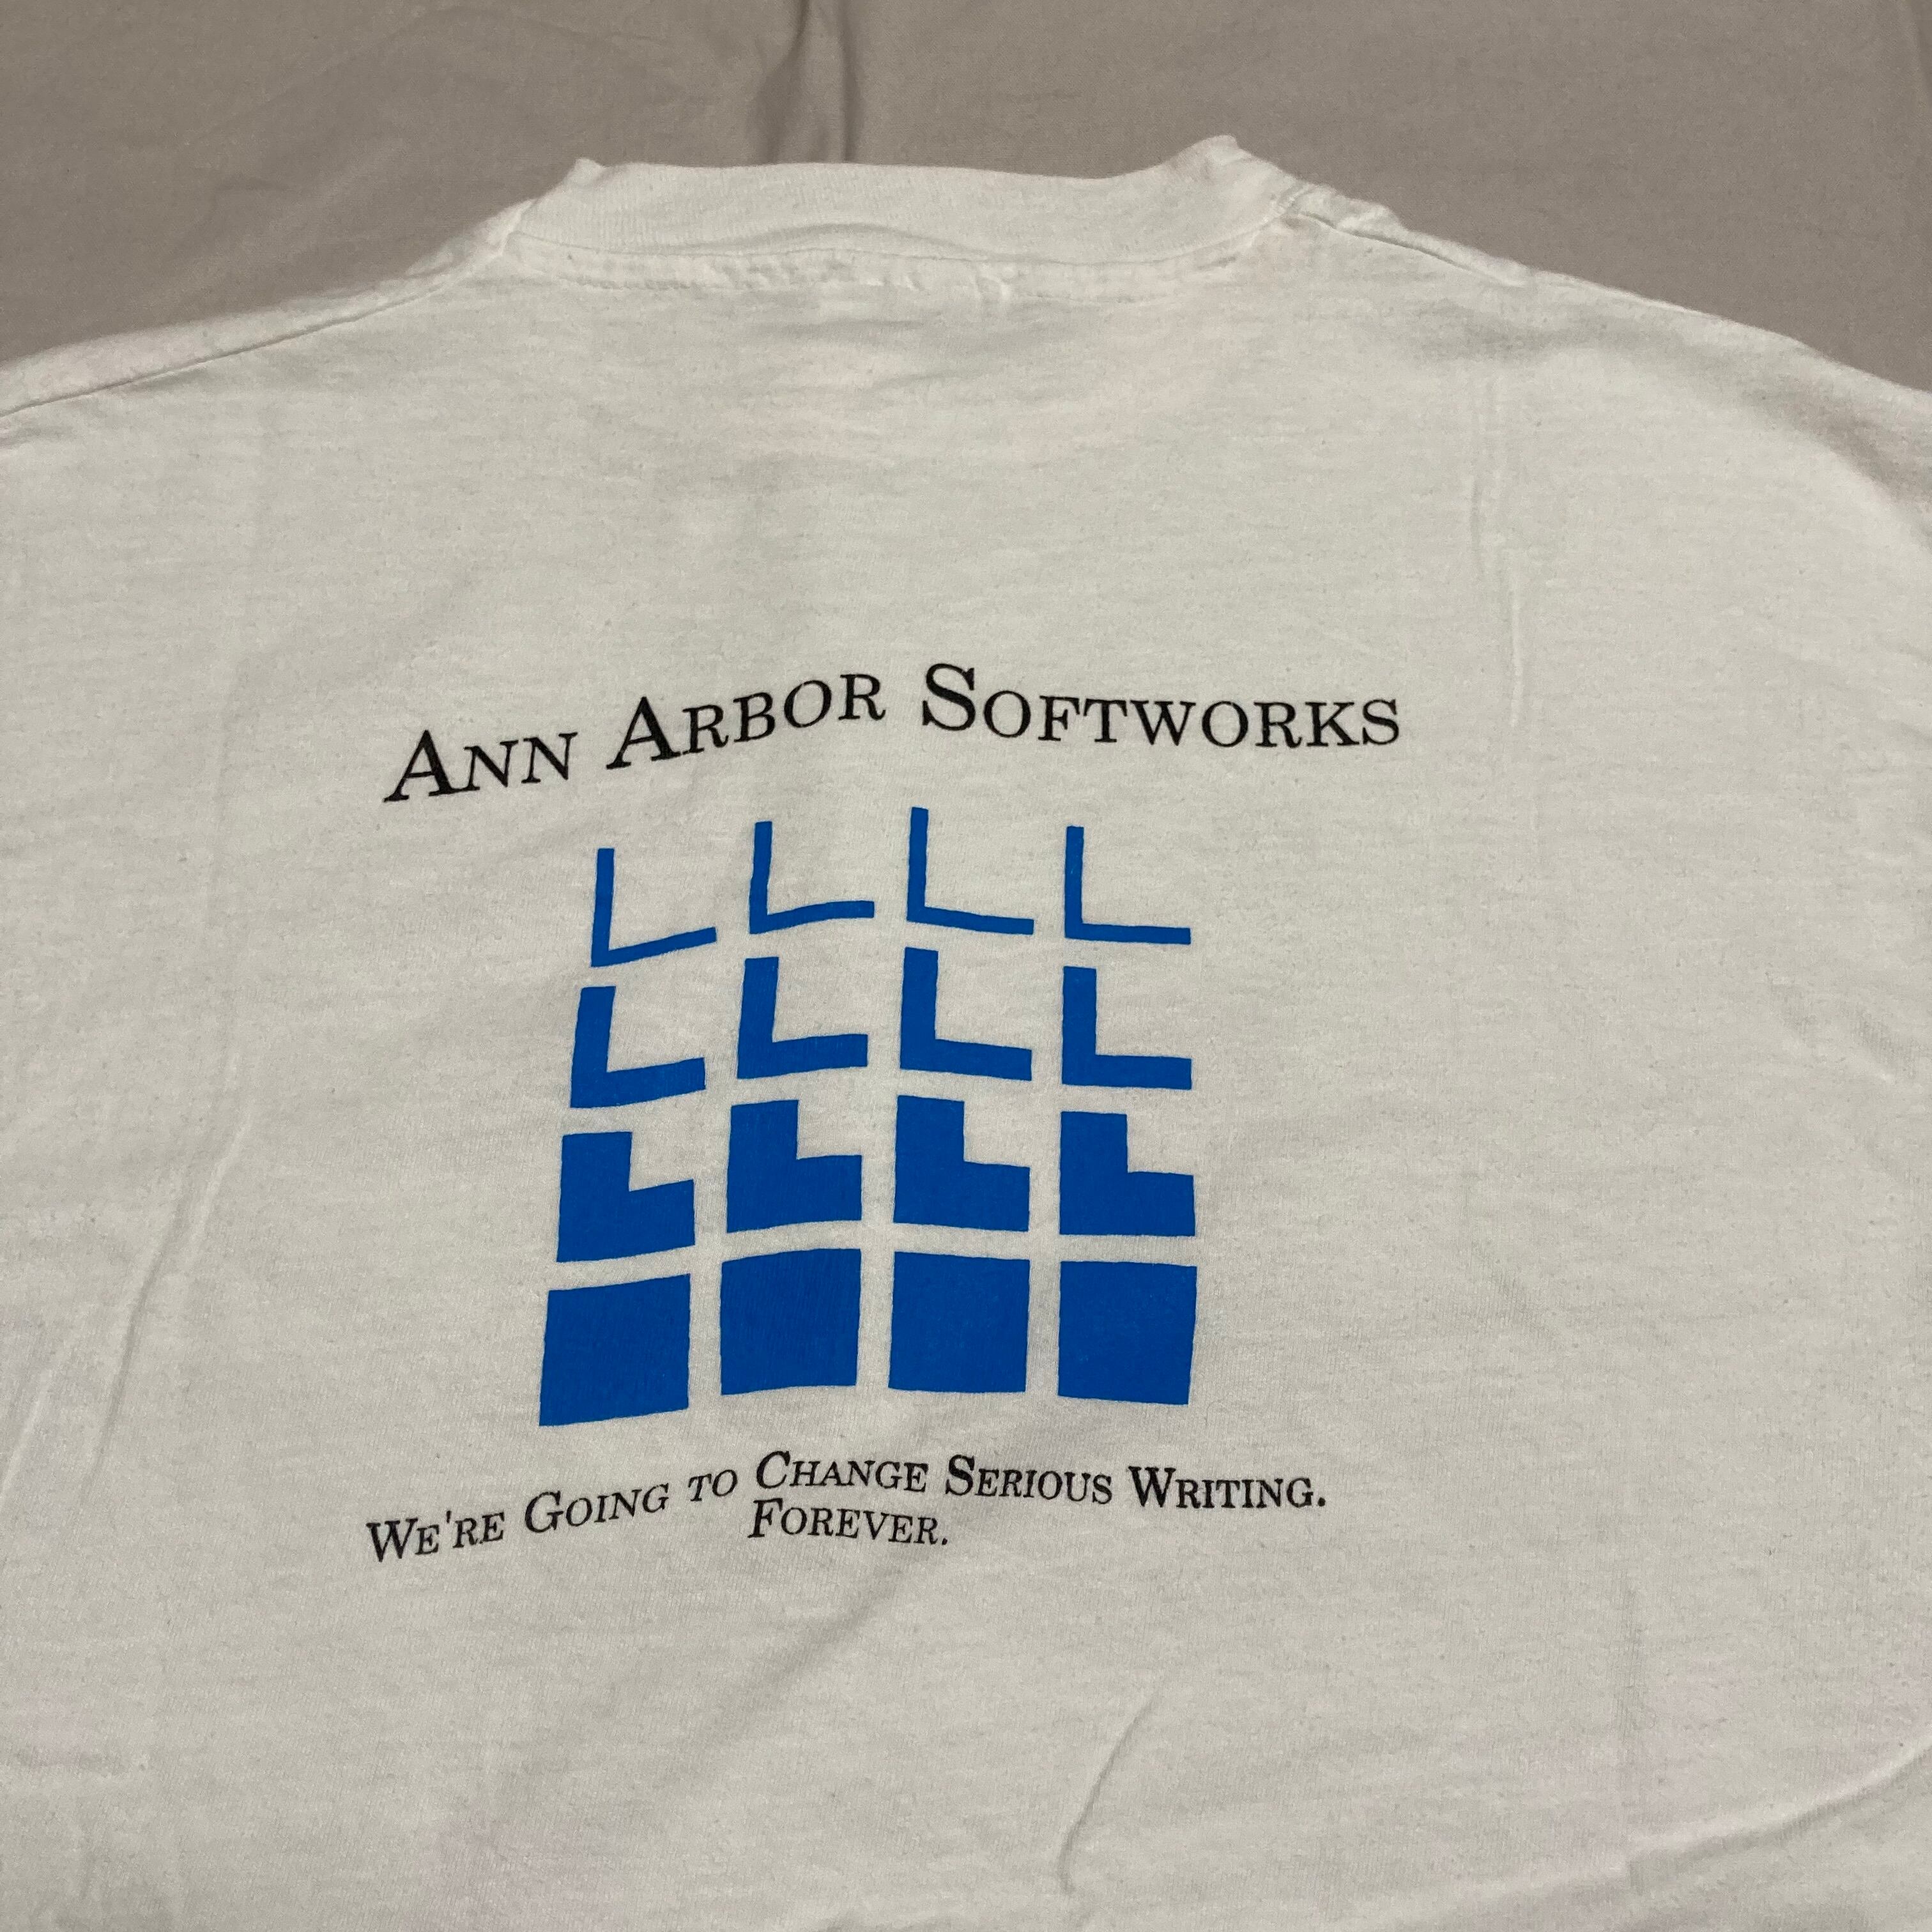 Ann Arbor Softworks
We're Going to Change Serious Writing.
Forever.